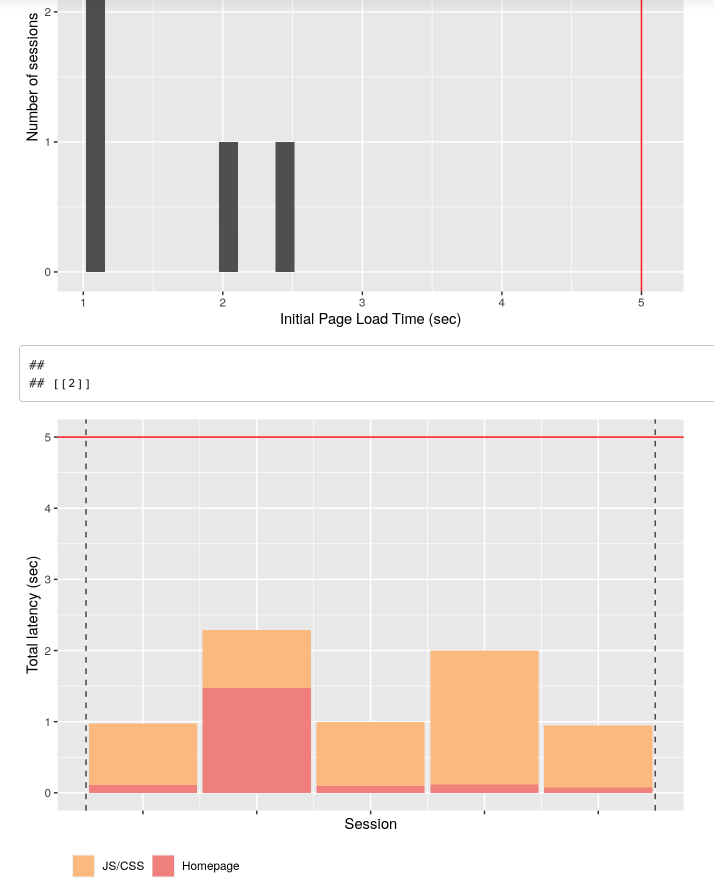 Number of sessions
2
1
0
1 2 3 4 5
Initial Page Load Time (sec)
##
## [[2]]
Total latency (sec)
5
4
3
2
1
0
Session
JS/CSS Homepage